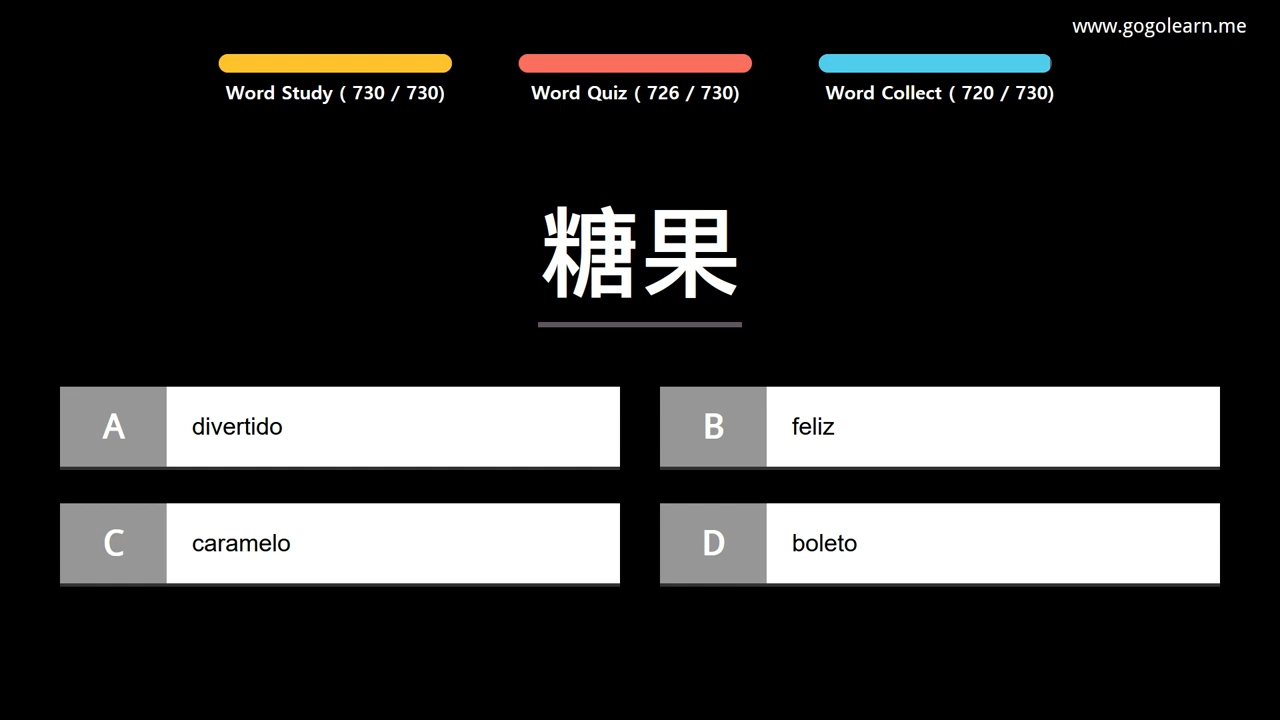 www.gogolearn.me
Word Study ( 730 / 730)
Word Quiz ( 726 / 730)
Word Collect ( 720 / 730)
糖果
A divertido
B feliz
C caramelo
D boleto